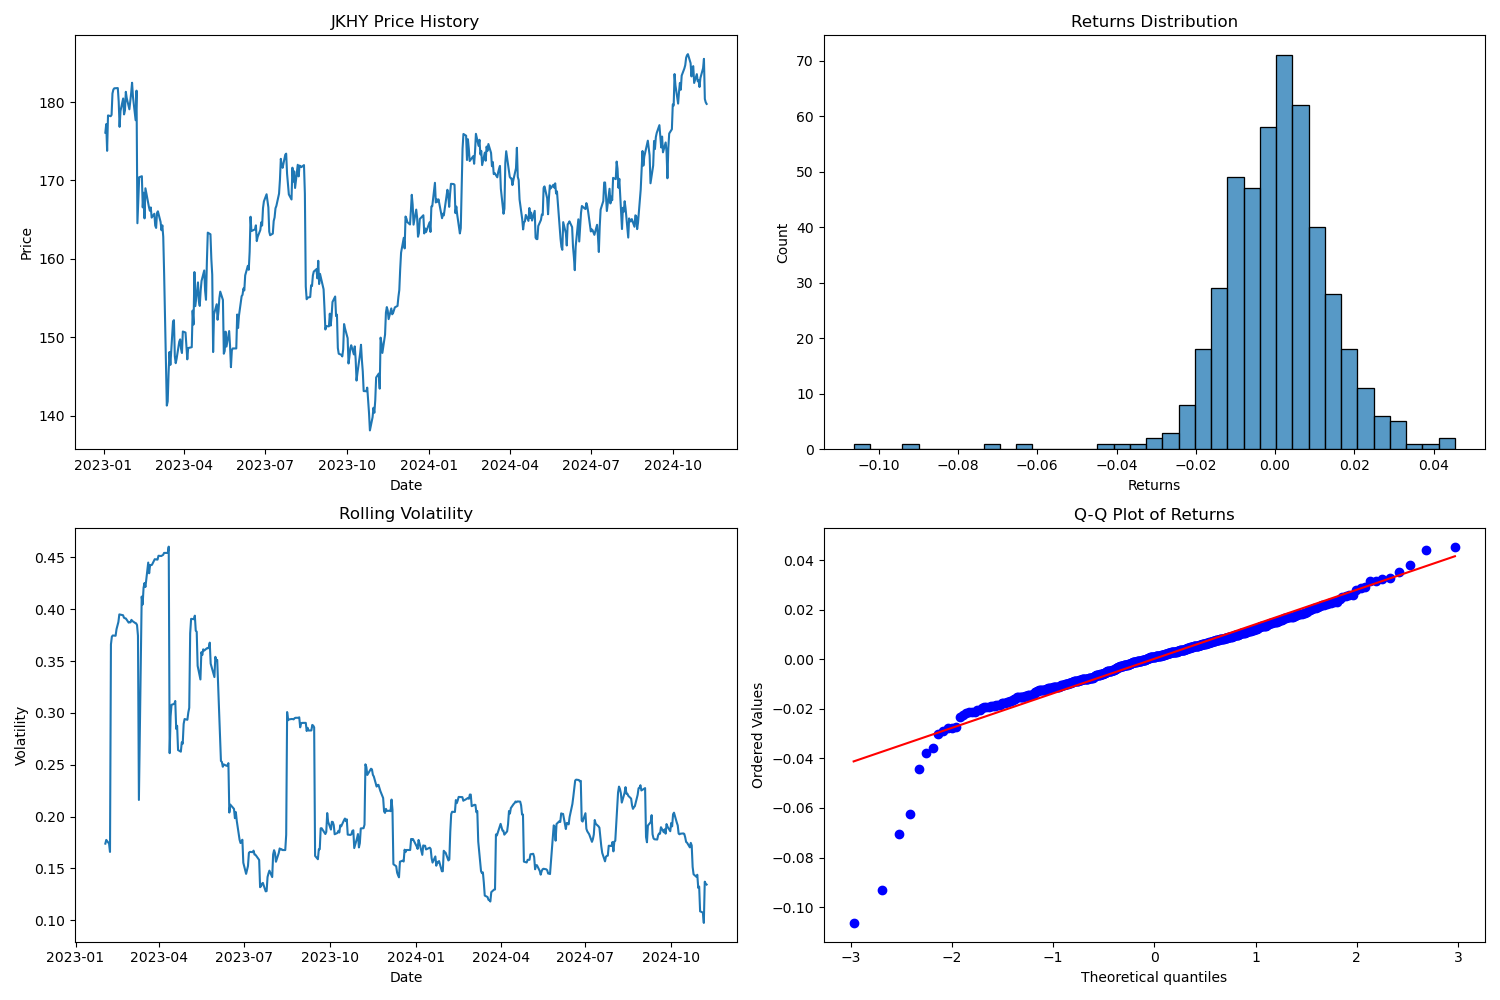 JKHY Price History
Price
180
170
160
150
140
2023-01 2023-04 2023-07 2023-10 2024-01 2024-04 2024-07 2024-10
Date
Returns Distribution
Count
70
60
50
40
30
20
10
0
−0.10 −0.08 −0.06 −0.04 −0.02 0.00 0.02 0.04
Returns
Rolling Volatility
Volatility
0.45
0.40
0.35
0.30
0.25
0.20
0.15
0.10
2023-01 2023-04 2023-07 2023-10 2024-01 2024-04 2024-07 2024-10
Date
Q-Q Plot of Returns
Ordered Values
0.04
0.02
0.00
−0.02
−0.04
−0.06
−0.08
−0.10
−3 −2 −1 0 1 2 3
Theoretical quantiles